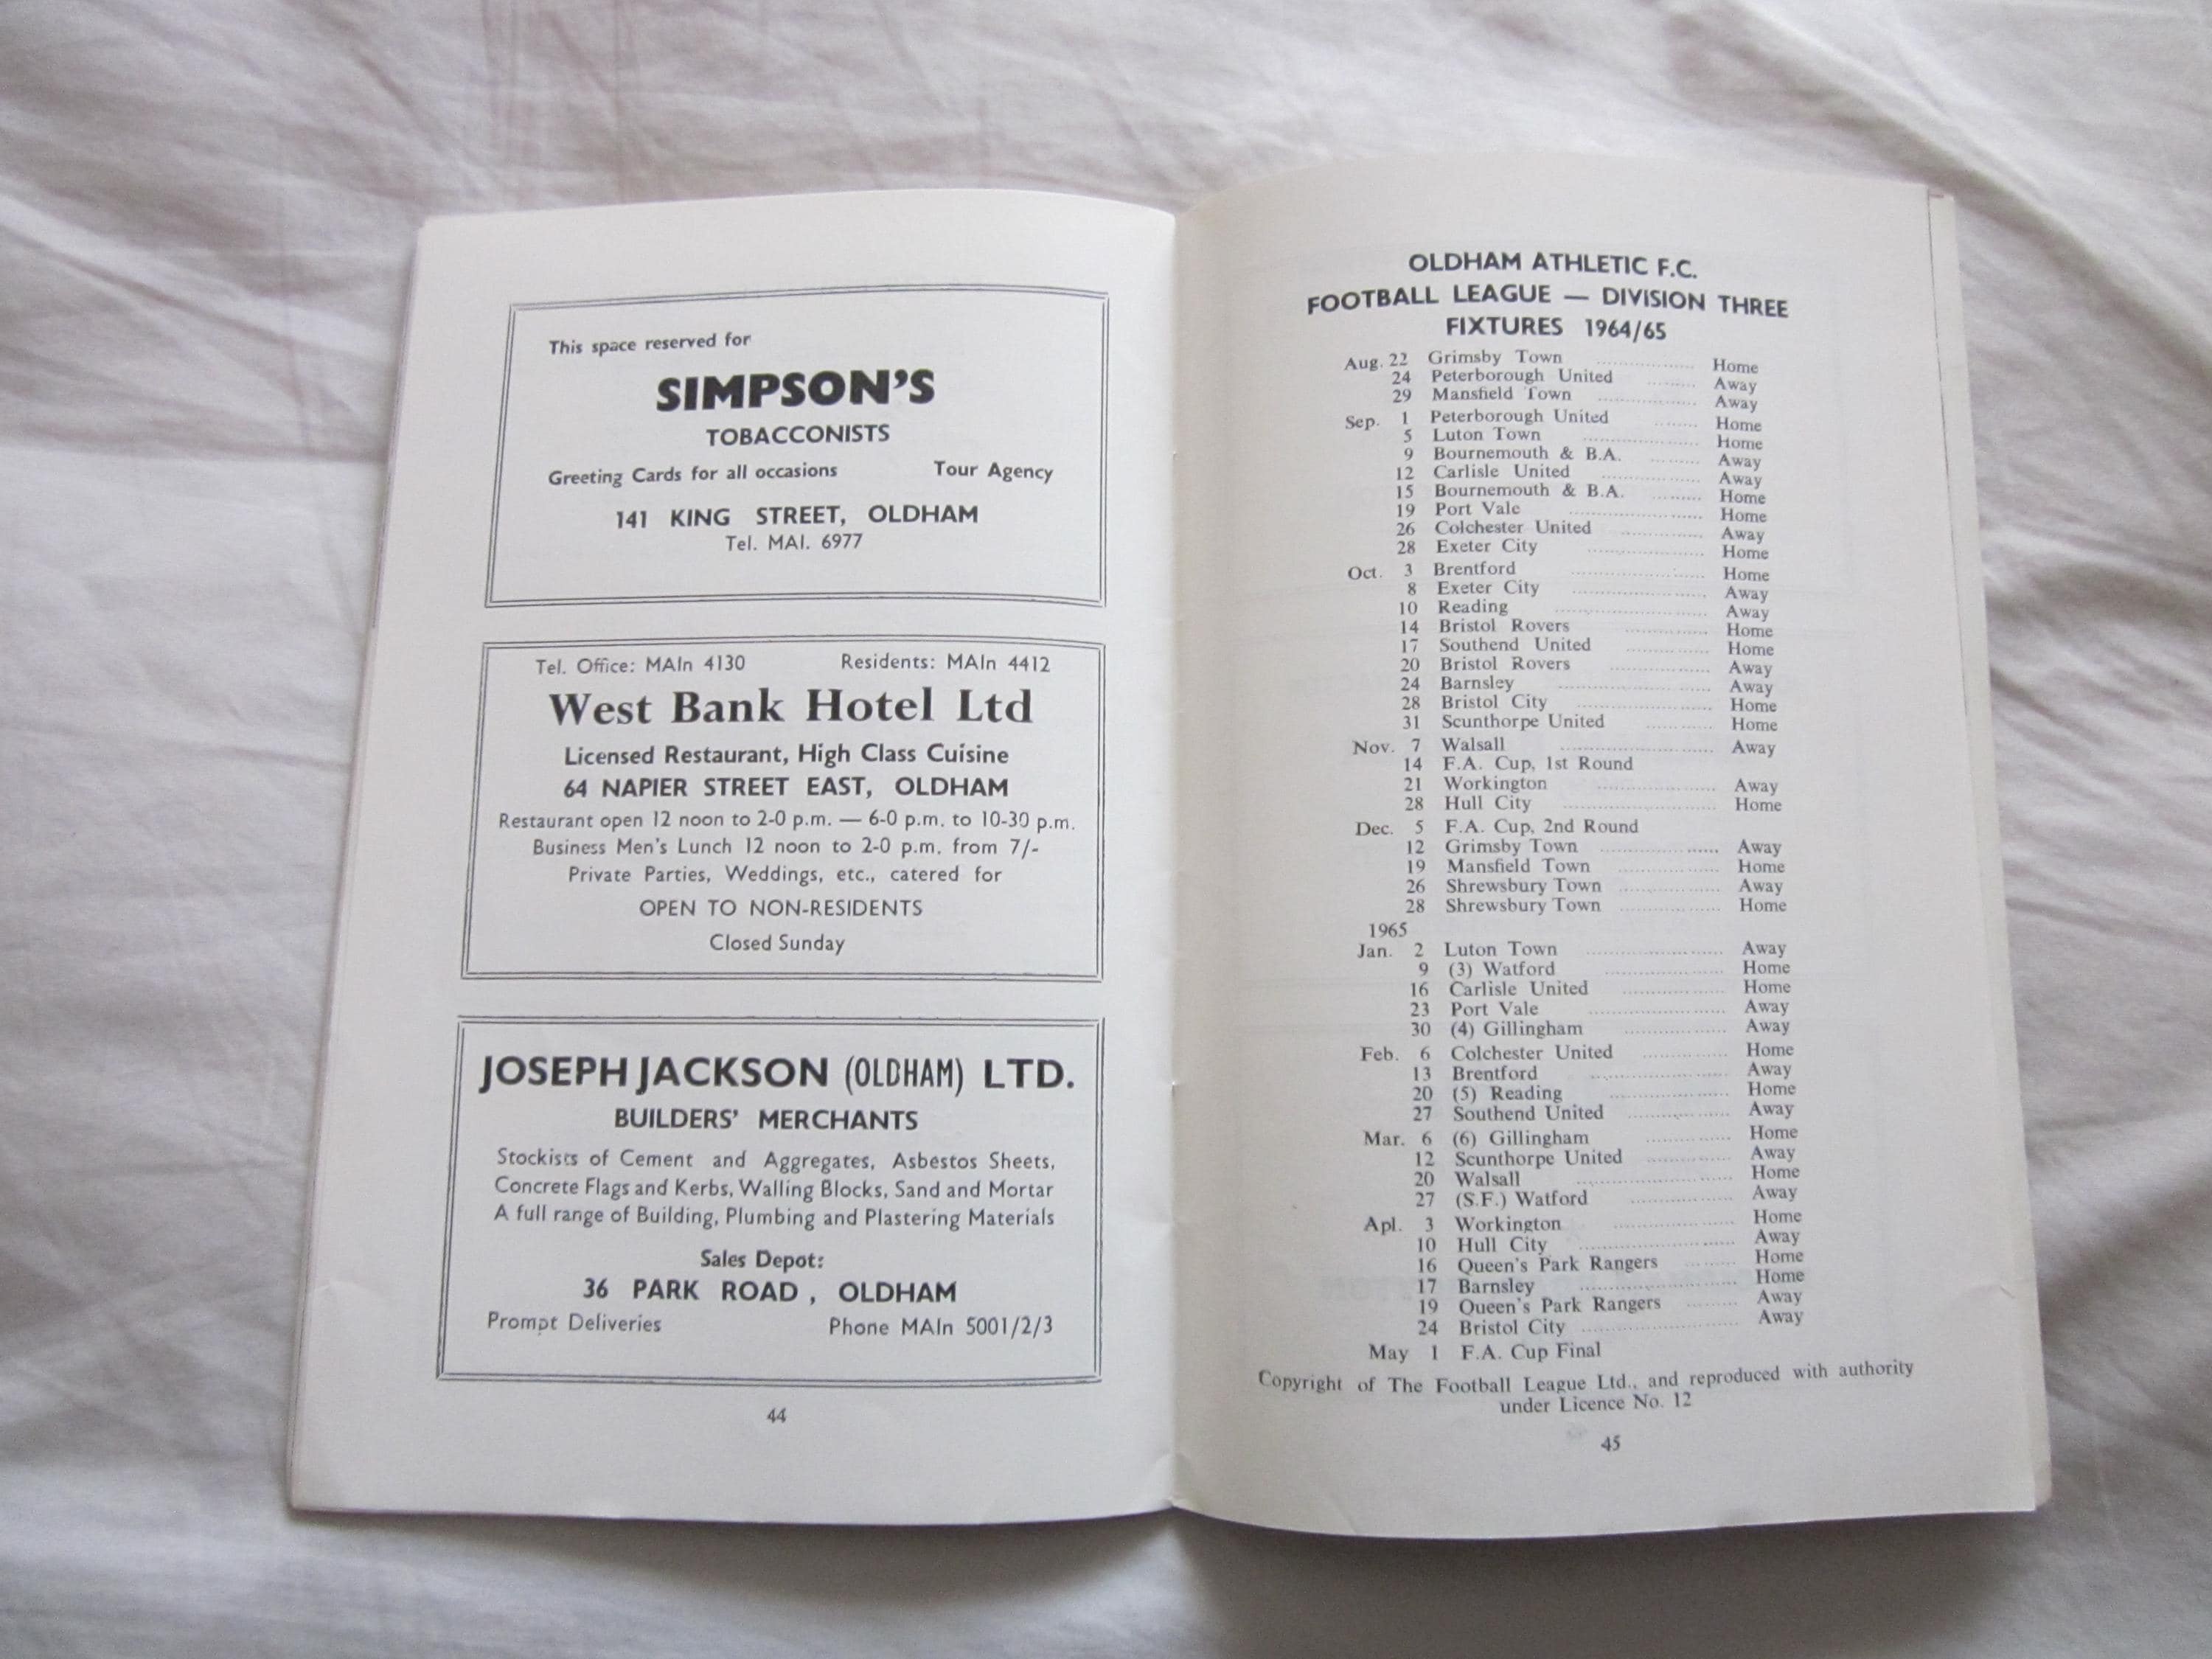 This space reserved for
SIMPSON'S
TOBACCONISTS
Greeting Cards for all occasions Tour Agency
141 KING STREET, OLDHAM
Tel. MAI. 6977
Tel. Office: MAIn 4130 Residents: MAIn 4412
West Bank Hotel Ltd
Licensed Restaurant, High Class Cuisine
64 NAPIER STREET EAST, OLDHAM
Restaurant open 12 noon to 2-0 p.m. — 6-0 p.m. to 10-30 p.m.
Business Men's Lunch 12 noon to 2-0 p.m. from 7/-
Private Parties, Weddings, etc., catered for
OPEN TO NON-RESIDENTS
Closed Sunday
JOSEPH JACKSON (OLDHAM) LTD.
BUILDERS' MERCHANTS
Stockists of Cement and Aggregates, Asbestos Sheets,
Concrete Flags and Kerbs, Walling Blocks, Sand and Mortar
A full range of Building, Plumbing and Plastering Materials
Sales Depot:
36 PARK ROAD, OLDHAM
Prompt Deliveries Phone MAIn 5001/2/3
44
OLDHAM ATHLETIC F.C.
FOOTBALL LEAGUE — DIVISION THREE
FIXTURES 1964/65
Aug. 22 Grimsby Town ........ Home
24 Peterborough United ........ Away
29 Mansfield Town ........ Away
Sep. 1 Peterborough United ........ Home
5 Luton Town ........ Home
9 Bournemouth & B.A. ........ Away
12 Carlisle United ........ Away
15 Bournemouth & B.A. ........ Home
19 Port Vale ........ Home
26 Colchester United ........ Away
28 Exeter City ........ Home
Oct. 3 Brentford ........ Home
8 Exeter City ........ Away
10 Reading ........ Away
14 Bristol Rovers ........ Home
17 Southend United ........ Home
20 Bristol Rovers ........ Away
24 Barnsley ........ Away
28 Bristol City ........ Home
31 Scunthorpe United ........ Home
Nov. 7 Walsall ........ Away
14 F.A. Cup, 1st Round
21 Workington ........ Away
28 Hull City ........ Home
Dec. 5 F.A. Cup, 2nd Round
12 Grimsby Town ........ Away
19 Mansfield Town ........ Home
26 Shrewsbury Town ........ Away
28 Shrewsbury Town ........ Home
1965
Jan. 2 Luton Town ........ Away
9 (3) Watford ........ Home
16 Carlisle United ........ Home
23 Port Vale ........ Away
30 (4) Gillingham ........ Away
Feb. 6 Colchester United ........ Home
13 Brentford ........ Away
20 (5) Reading ........ Home
27 Southend United ........ Away
Mar. 6 (6) Gillingham ........ Home
12 Scunthorpe United ........ Away
20 Walsall ........ Home
27 (S.F.) Watford ........ Away
Apl. 3 Workington ........ Home
10 Hull City ........ Away
16 Queen's Park Rangers ........ Home
17 Barnsley ........ Home
19 Queen's Park Rangers ........ Away
24 Bristol City ........ Away
May 1 F.A. Cup Final
Copyright of The Football League Ltd., and reproduced with authority
under Licence No. 12
45